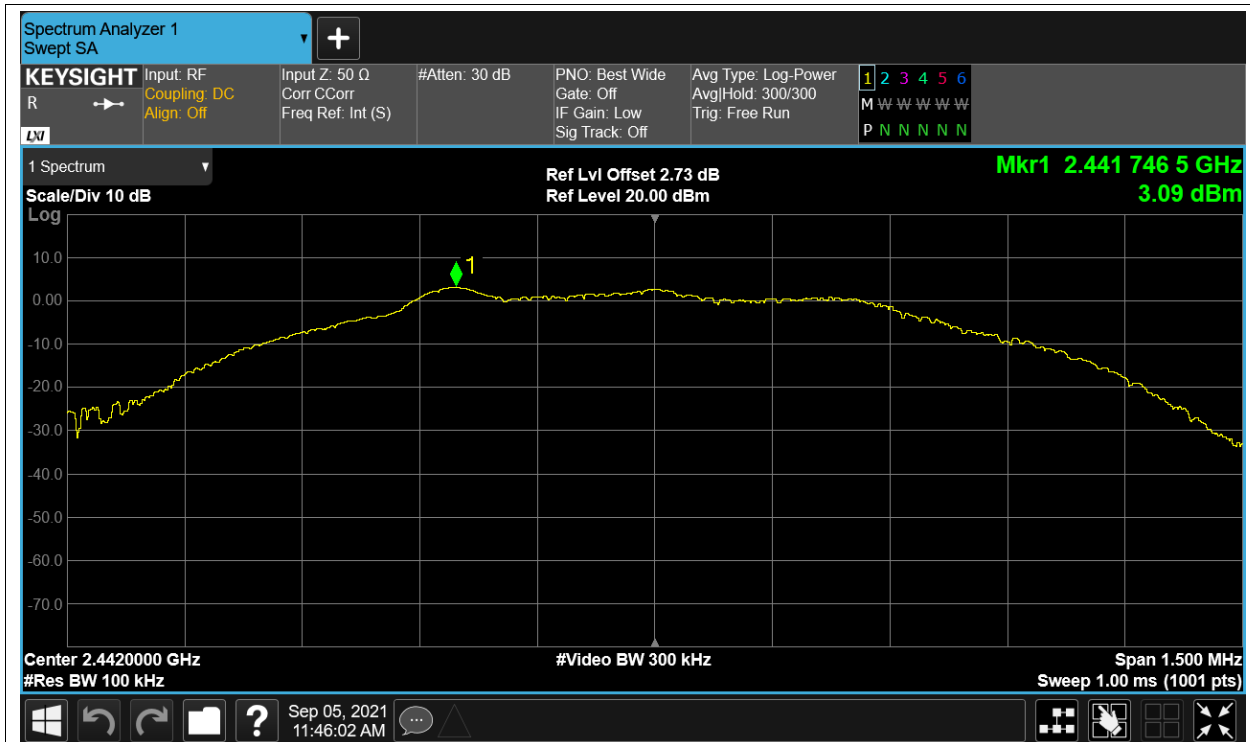 Spectrum Analyzer 1
Swept SA
KEYSIGHT
R
LXI
Input: RF
Coupling: DC
Align: Off
Input Z: 50 Ω
Corr CCorr
Freq Ref: Int (S)
#Atten: 30 dB
PNO: Best Wide
Gate: Off
IF Gain: Low
Sig Track: Off
Avg Type: Log-Power
Avg|Hold: 300/300
Trig: Free Run
1 2 3 4 5 6
M W W W W W
P N N N N N
1 Spectrum
Scale/Div 10 dB
Log
Ref Lvl Offset 2.73 dB
Ref Level 20.00 dBm
Mkr1 2.441 746 5 GHz
3.09 dBm
1
10.0
0.00
-10.0
-20.0
-30.0
-40.0
-50.0
-60.0
-70.0
Center 2.4420000 GHz
#Res BW 100 kHz
#Video BW 300 kHz
Span 1.500 MHz
Sweep 1.00 ms (1001 pts)
?
Sep 05, 2021
11:46:02 AM